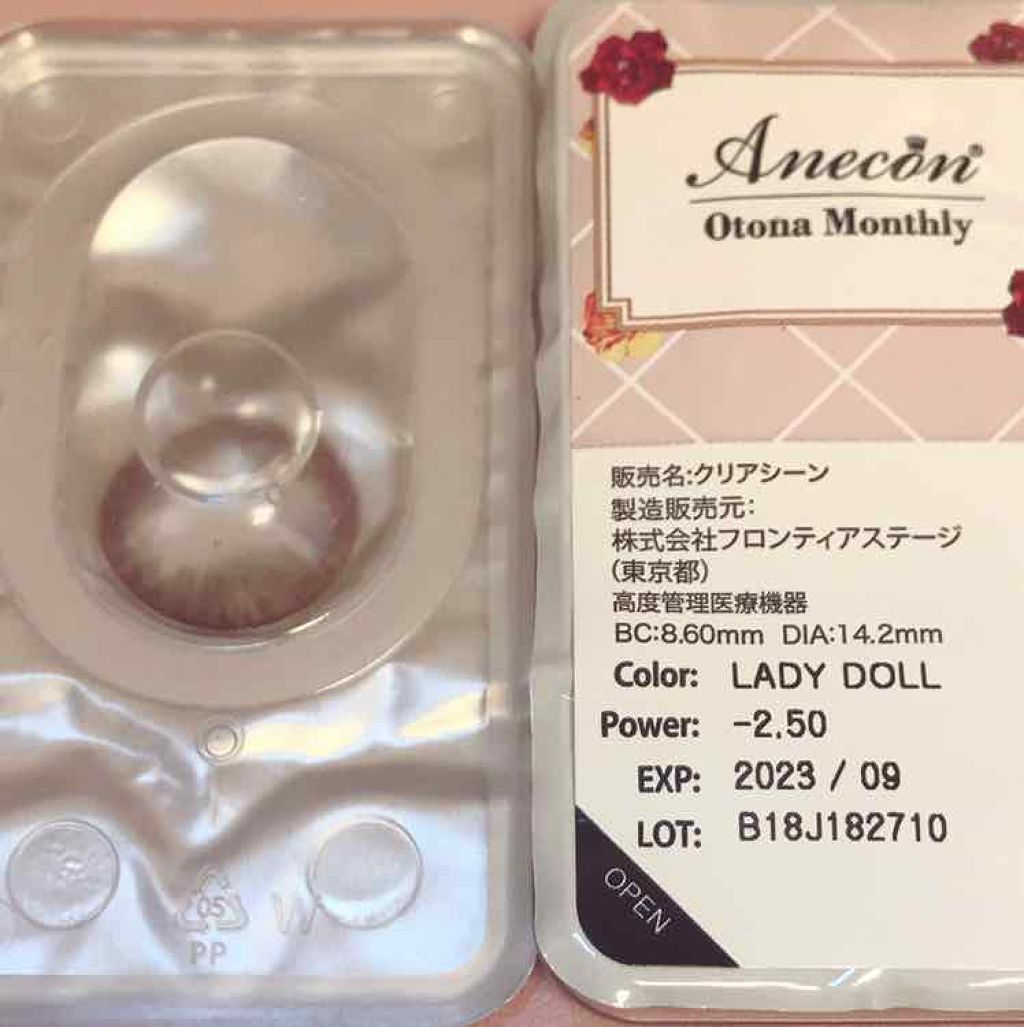 Anecon®
Otona Monthly
販売名:クリアシーン
製造販売元:
株式会社フロンティアステージ
(東京都)
高度管理医療機器
BC:8.60mm DIA:14.2mm
Color: LADY DOLL
Power: -2.50
EXP: 2023 / 09
LOT: B18J182710
OPEN
05
PP
W